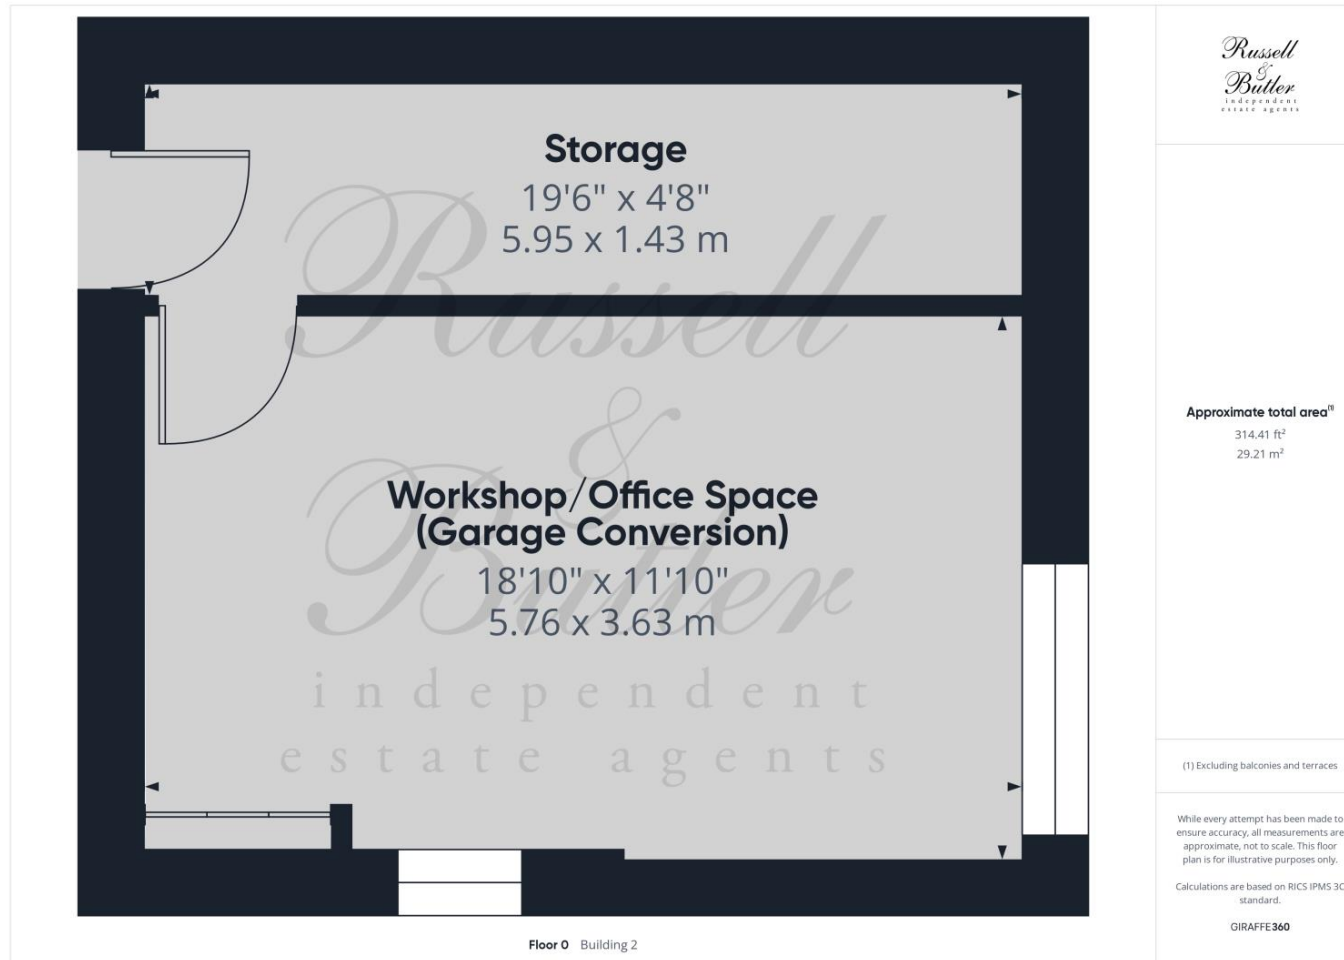 Russell
&
Butler
independent
estate agents
Storage
19'6" x 4'8"
5.95 x 1.43 m
Workshop/Office Space
(Garage Conversion)
18'10" x 11'10"
5.76 x 3.63 m
Russell
&
Butler
independent
estate agents
Approximate total area(1)
314.41 ft²
29.21 m²
(1) Excluding balconies and terraces
While every attempt has been made to
ensure accuracy, all measurements are
approximate, not to scale. This floor
plan is for illustrative purposes only.
Calculations are based on RICS IPMS 3C
standard.
GIRAFFE360
Floor 0 Building 2